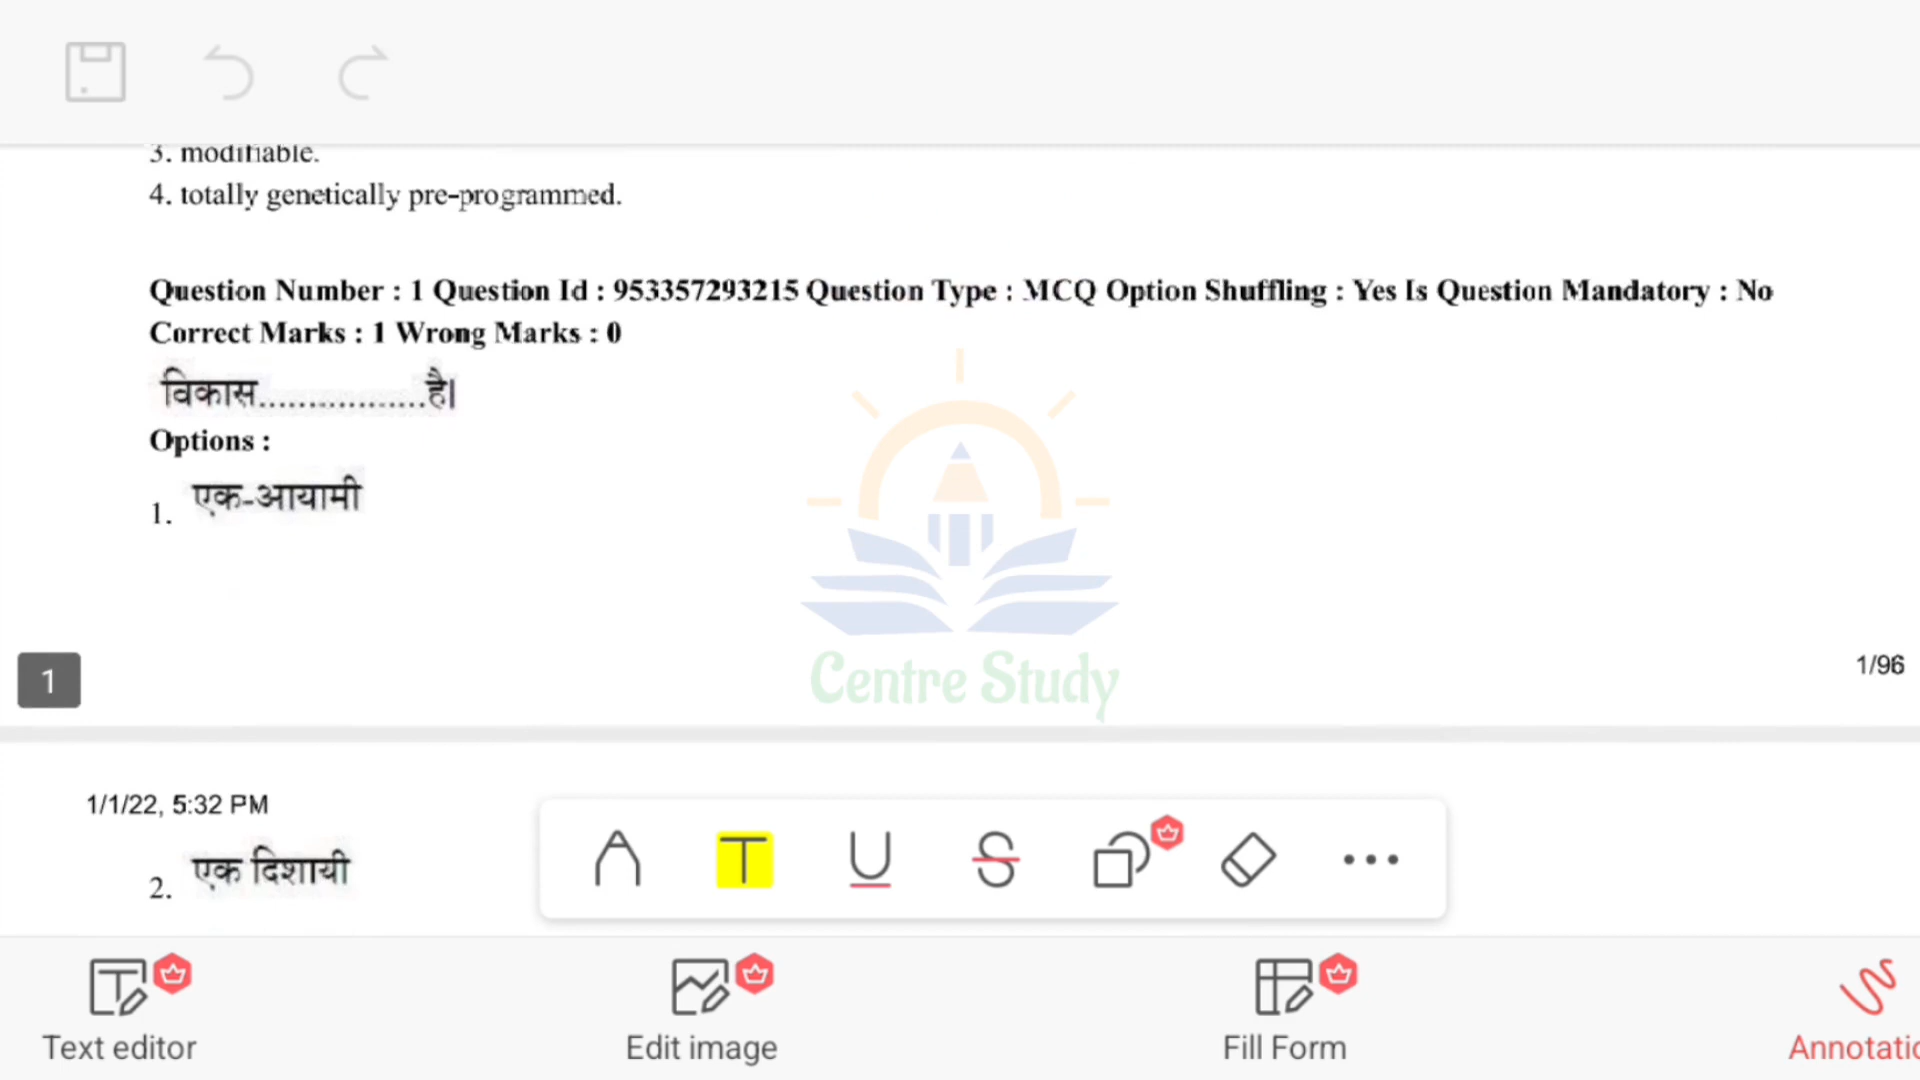 3. modifiable.
4. totally genetically pre-programmed.
Question Number : 1 Question Id : 953357293215 Question Type : MCQ Option Shuffling : Yes Is Question Mandatory : No
Correct Marks : 1 Wrong Marks : 0
विकास.................है|
Options :
1. एक-आयामी
Centre Study
1
1/96
1/1/22, 5:32 PM
2. एक दिशायी
Text editor
Edit image
Fill Form
Annotatio